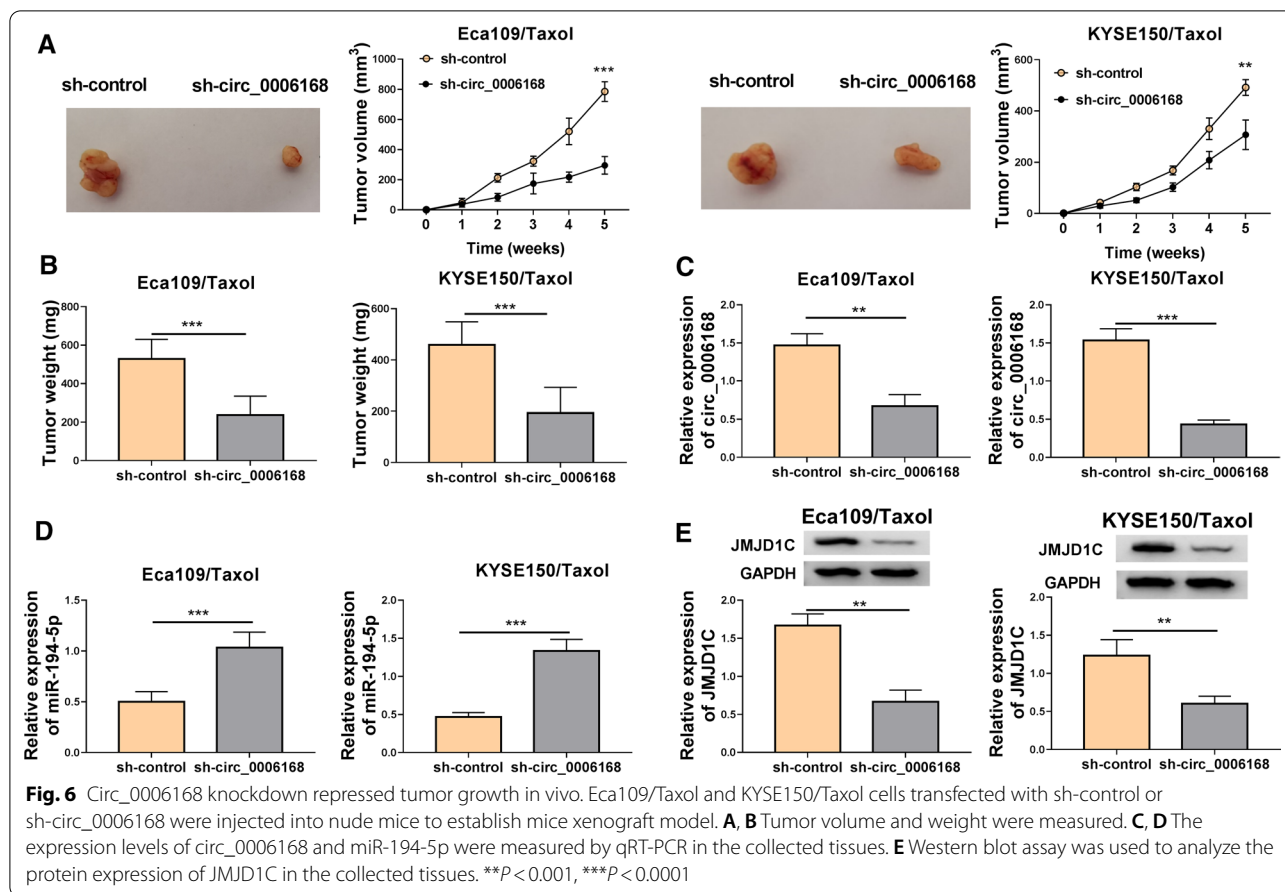 A
sh-control sh-circ_0006168
Eca109/Taxol
Tumor volume (mm³)
1000
800
600
400
200
0
sh-control
sh-circ_0006168
***
0 1 2 3 4 5
Time (weeks)
sh-control sh-circ_0006168
KYSE150/Taxol
Tumor volume (mm³)
600
400
200
0
sh-control
sh-circ_0006168
**
0 1 2 3 4 5
Time (weeks)
B
Eca109/Taxol
Tumor weight (mg)
800
600
400
200
0
***
sh-control sh-circ_0006168
KYSE150/Taxol
Tumor weight (mg)
600
400
200
0
***
sh-control sh-circ_0006168
C
Eca109/Taxol
Relative expression
of circ_0006168
2.0
1.5
1.0
0.5
0.0
**
sh-control sh-circ_0006168
KYSE150/Taxol
Relative expression
of circ_0006168
2.0
1.5
1.0
0.5
0.0
***
sh-control sh-circ_0006168
D
Eca109/Taxol
Relative expression
of miR-194-5p
1.5
1.0
0.5
0.0
***
sh-control sh-circ_0006168
KYSE150/Taxol
Relative expression
of miR-194-5p
2.0
1.5
1.0
0.5
0.0
***
sh-control sh-circ_0006168
E
Eca109/Taxol
JMJD1C
GAPDH
Relative expression
of JMJD1C
2.0
1.5
1.0
0.5
0.0
**
sh-control sh-circ_0006168
KYSE150/Taxol
JMJD1C
GAPDH
Relative expression
of JMJD1C
2.0
1.5
1.0
0.5
0.0
**
sh-control sh-circ_0006168
Fig. 6 Circ_0006168 knockdown repressed tumor growth in vivo. Eca109/Taxol and KYSE150/Taxol cells transfected with sh-control or
sh-circ_0006168 were injected into nude mice to establish mice xenograft model. A, B Tumor volume and weight were measured. C, D The
expression levels of circ_0006168 and miR-194-5p were measured by qRT-PCR in the collected tissues. E Western blot assay was used to analyze the
protein expression of JMJD1C in the collected tissues. **P < 0.001, ***P < 0.0001